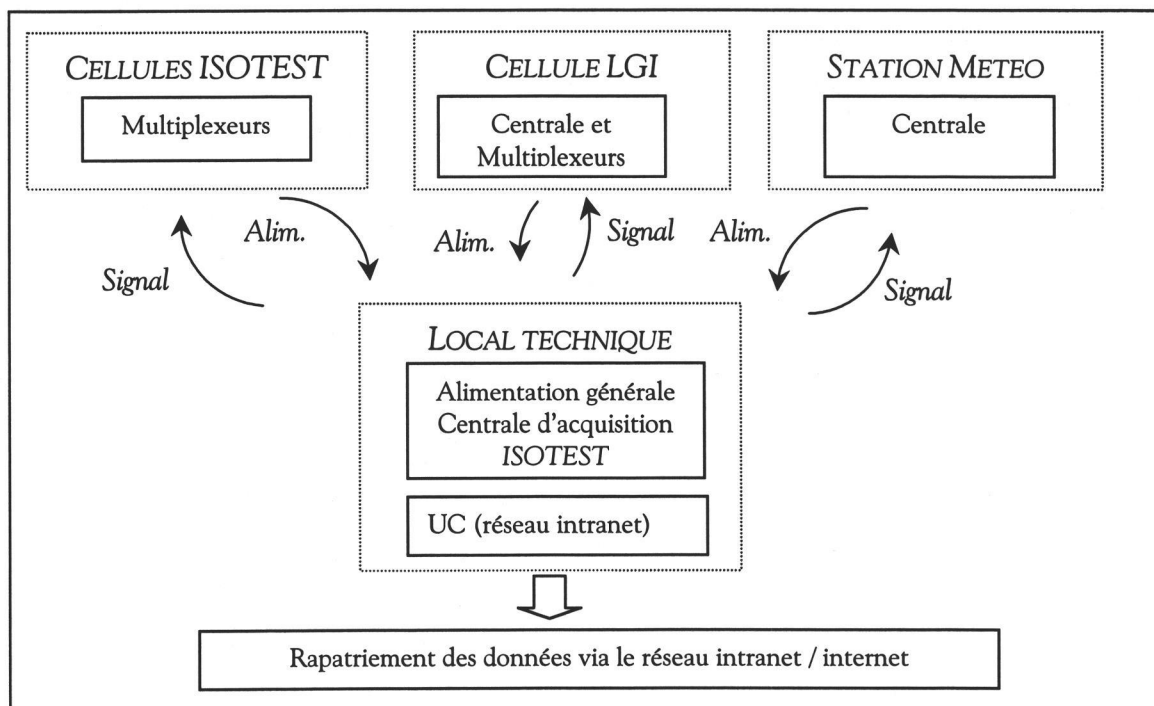 CELLULES ISOTEST
Multiplexeurs
CELLULE LGI
Centrale et
Multiplexeurs
STATION METEO
Centrale
Alim.
Signal
Alim.
Signal
Alim.
Signal
LOCAL TECHNIQUE
Alimentation générale
Centrale d'acquisition
ISOTEST
UC (réseau intranet)
Rapatriement des données via le réseau intranet / internet